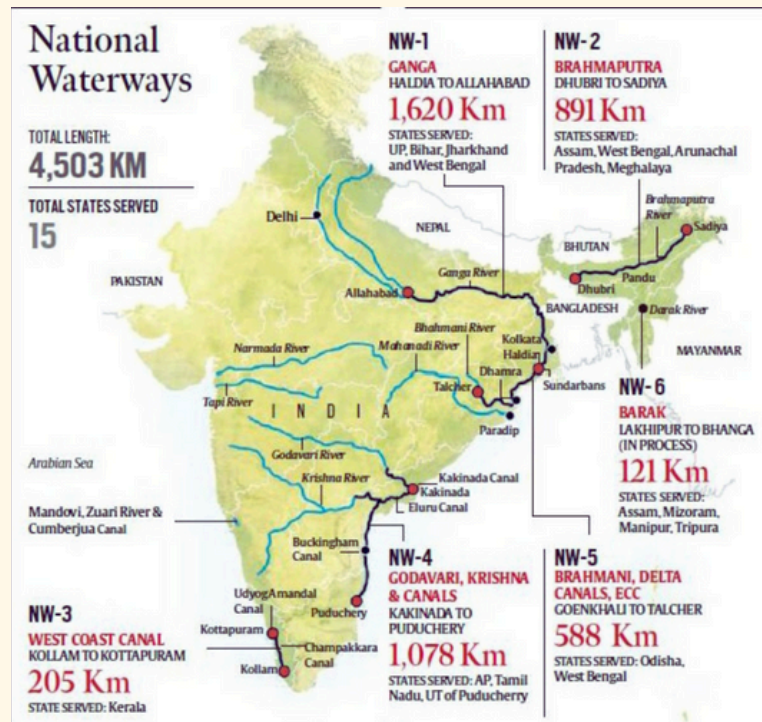 National
Waterways
TOTAL LENGTH:
4,503 KM
TOTAL STATES SERVED
15
NW-1
GANGA
HALDIA TO ALLAHABAD
1,620 Km
STATES SERVED:
UP, Bihar, Jharkhand
and West Bengal
NW-2
BRAHMAPUTRA
DHUBRI TO SADIYA
891 Km
STATES SERVED:
Assam, West Bengal, Arunachal
Pradesh, Meghalaya
Brahmaputra
River
Sadiya
Delhi
NEPAL
BHUTAN
PAKISTAN
Ganga River
Pandu
Dhubri
Allahabad
BANGLADESH
Darak River
Bhahmani River
Mahanadi River
Kolkata
Haldia
MAYANMAR
Narmada River
Dhamra
Talcher
Sundarbans
Tapi River
INDIA
Paradip
NW-6
BARAK
LAKHIPUR TO BHANGA
(IN PROCESS)
121 Km
STATES SERVED:
Assam, Mizoram,
Manipur, Tripura
Arabian Sea
Godavari River
Krishna River
Kakinada Canal
Kakinada
Eluru Canal
Mandovi, Zuari River &
Cumberjua Canal
Buckingham
Canal
NW-4
GODAVARI, KRISHNA
& CANALS
KAKINADA TO
PUDUCHERY
1,078 Km
STATES SERVED: AP, Tamil
Nadu, UT of Puducherry
NW-5
BRAHMANI, DELTA
CANALS, ECC
GOENKHALI TO TALCHER
588 Km
STATES SERVED: Odisha,
West Bengal
UdyogAmandal
Canal
Puduchery
Kottapuram
Champakkara
Canal
Kollam
NW-3
WEST COAST CANAL
KOLLAM TO KOTTAPURAM
205 Km
STATE SERVED: Kerala